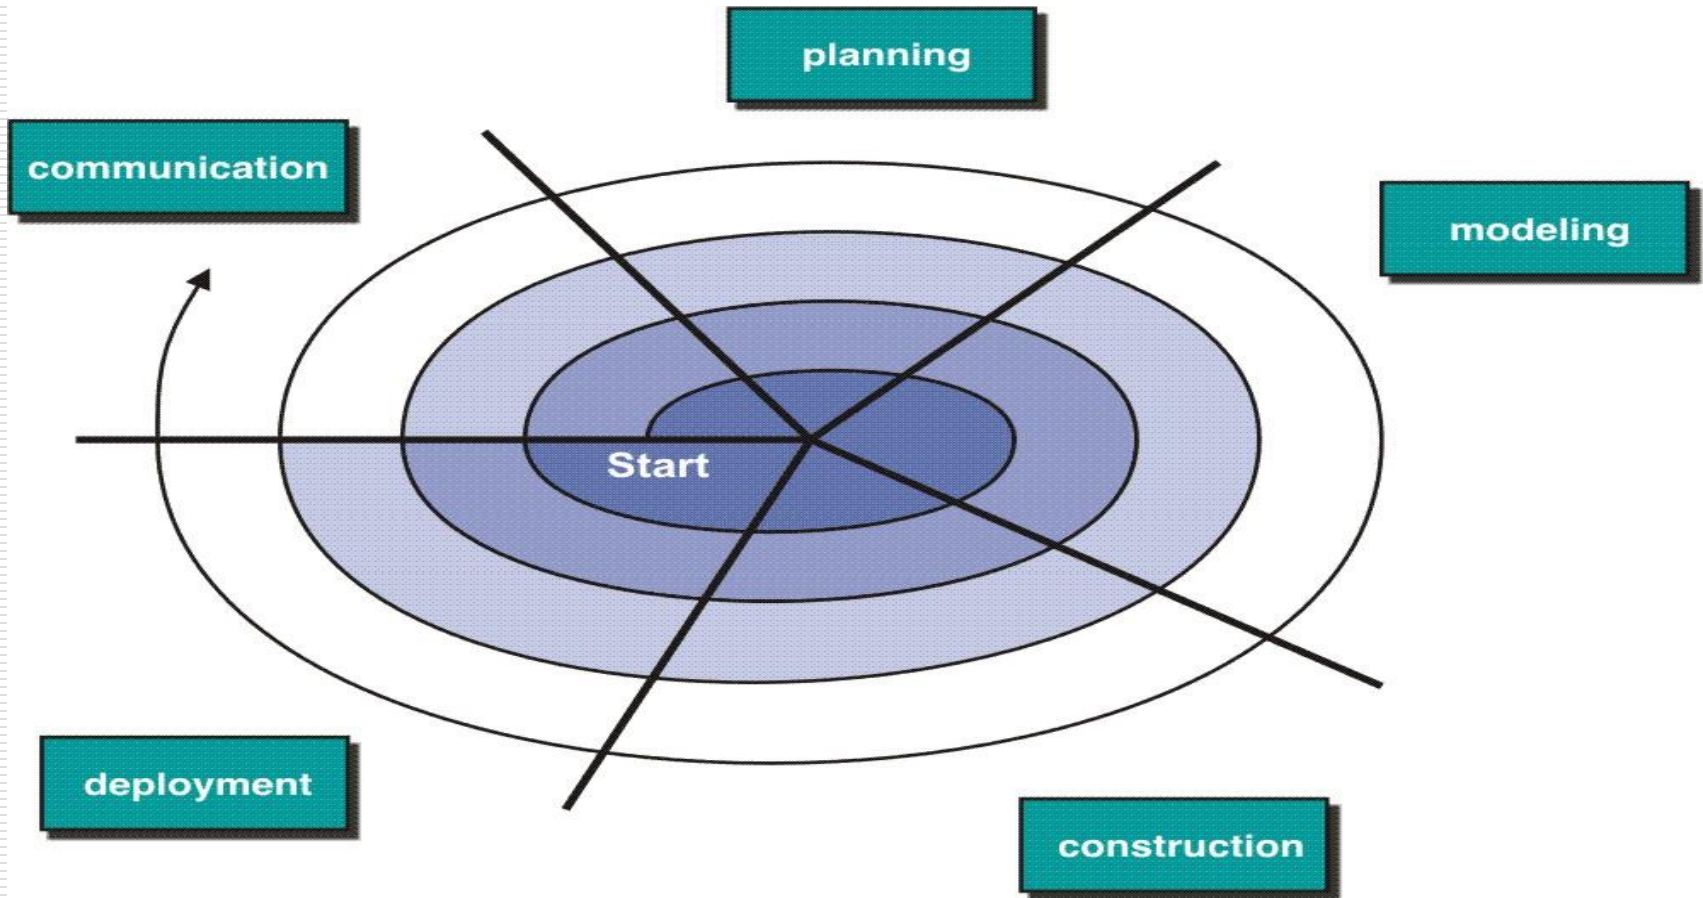 planning
communication
modeling
Start
deployment
construction